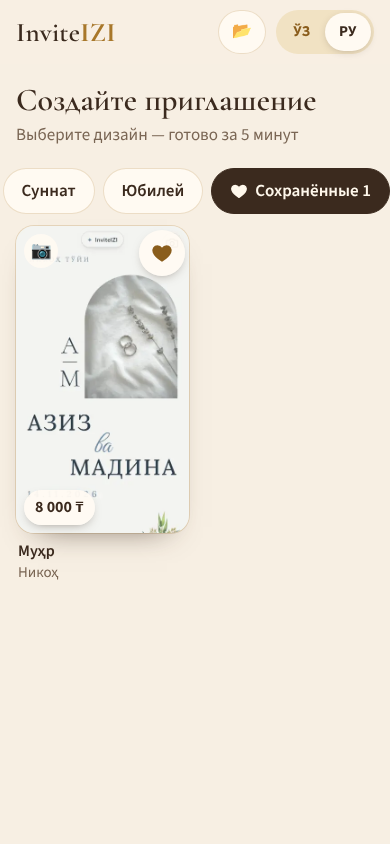 InviteIZI
ЎЗ
РУ
Создайте приглашение
Выберите дизайн — готово за 5 минут
Суннат
Юбилей
Сохранённые 1
InviteIZI
ТЎЙИ
А
М
АЗИЗ
ва
МАДИНА
8 000 ₸
Муҳр
Никоҳ